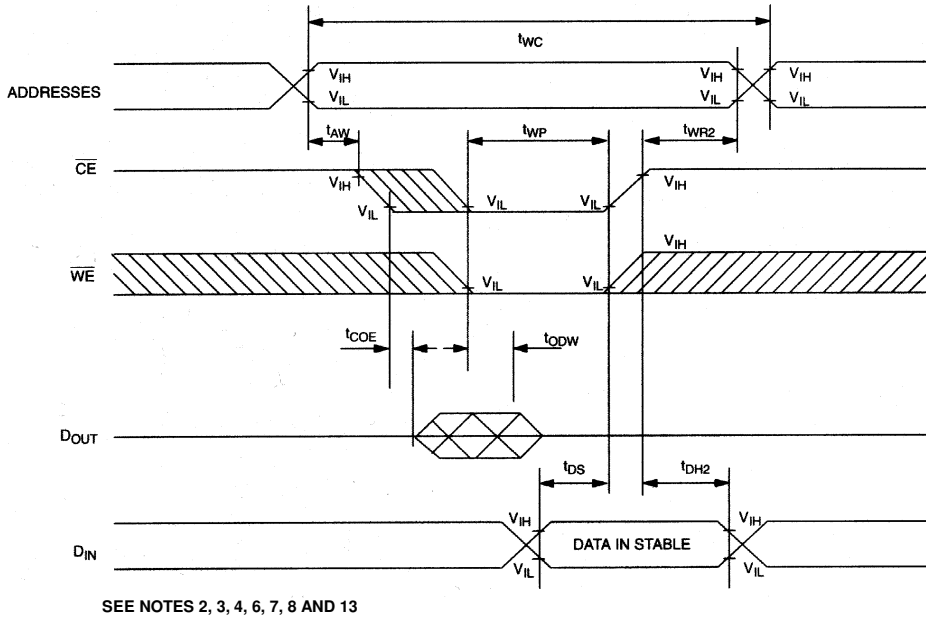 tWC
ADDRESSES
VIH
VIL
VIH
VIL
VIH
VIL
tAW
tWP
tWR2
CE
VIH
VIL
VIL
VIL
VIH
WE
VIL
VIL
VIH
tCOE
tODW
DOUT
tDS
tDH2
DIN
VIH
VIL
DATA IN STABLE
VIH
VIL
SEE NOTES 2, 3, 4, 6, 7, 8 AND 13